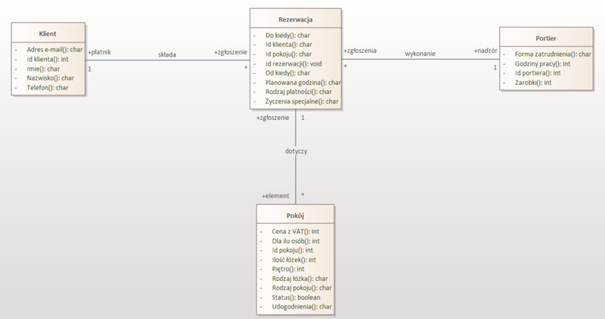 Klient
- Adres e-mail(): char
- Id klienta(): int
- Imię(): char
- Nazwisko(): char
- Telefon(): char
+płatnik
1
składa
+zgłoszenie
*
Rezerwacja
- Do kiedy(): char
- Id klienta(): char
- Id pokoju(): char
- Id rezerwacji(): void
- Od kiedy(): char
- Planowana godzina(): char
- Rodzaj płatności(): char
- Życzenia specjalne(): char
+zgłoszenia
*
wykonanie
+nadzór
1
Portier
- Forma zatrudnienia(): char
- Godziny pracy(): int
- Id portiera(): int
- Zarobki(): int
+zgłoszenie
1
dotyczy
+element
*
Pokój
- Cena z VAT(): int
- Dla ilu osób(): int
- Id pokoju(): int
- Ilość łóżek(): int
- Piętro(): int
- Rodzaj łóżka(): char
- Rodzaj pokoju(): char
- Status(): boolean
- Udogodnienia(): char